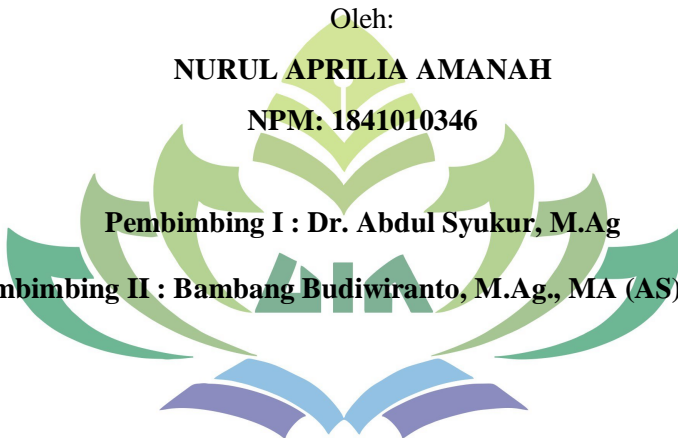 Oleh:
NURUL APRILIA AMANAH
NPM: 1841010346
Pembimbing I : Dr. Abdul Syukur, M.Ag
mbimbing II : Bambang Budiwiranto, M.Ag., MA (AS)